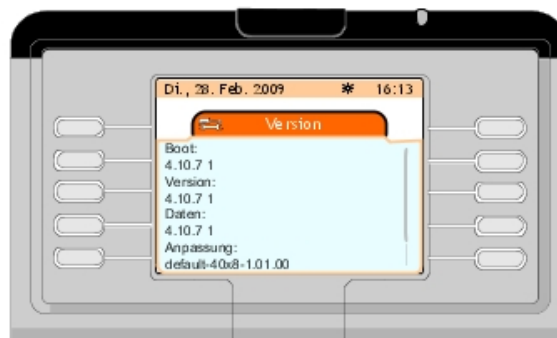 Di., 28. Feb. 2009 16:13
Version
Boot:
4.10.7 1
Version:
4.10.7 1
Daten:
4.10.7 1
Anpassung:
default-40x8-1.01.00